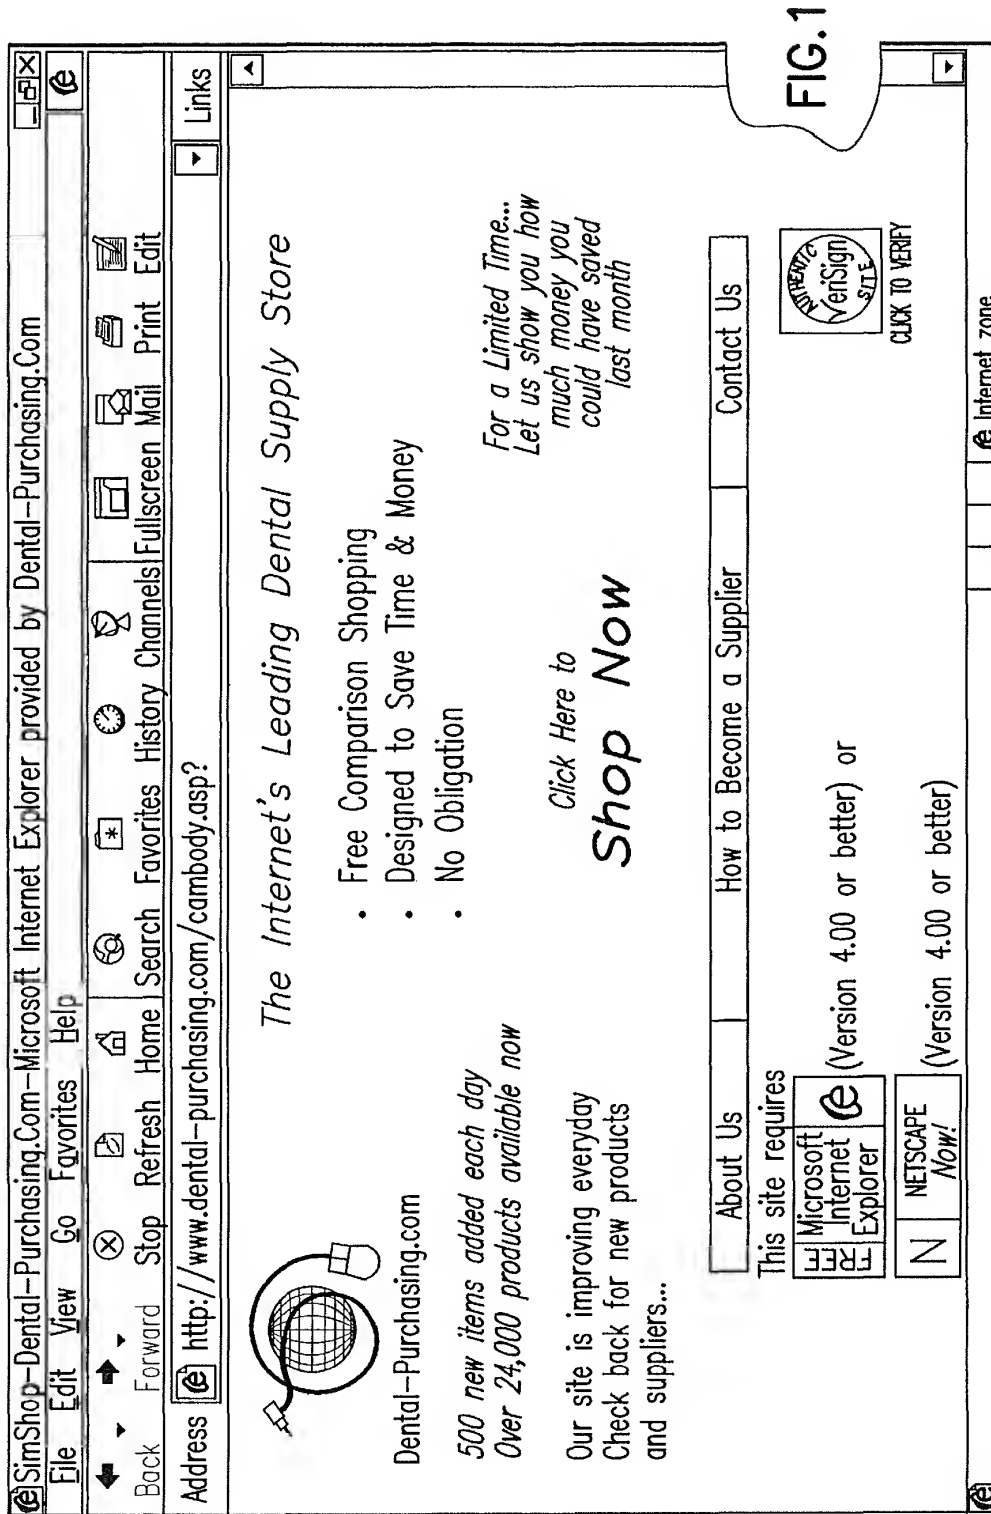 SimShop-Dental-Purchasing.Com-Microsoft Internet Explorer provided by Dental-Purchasing.Com
File Edit View Go Favorites Help
Back Forward Stop Refresh Home Search Favorites History Channels Fullscreen Mail Print Edit
Address http://www.dental-purchasing.com/cambody.asp? Links
The Internet's Leading Dental Supply Store
Dental-Purchasing.com
• Free Comparison Shopping
• Designed to Save Time & Money
• No Obligation
500 new items added each day
Over 24,000 products available now
For a Limited Time...
Let us show you how
much money you
could have saved
last month
Our site is improving everyday
Check back for new products
and suppliers...
Click Here to
Shop Now
About Us How to Become a Supplier Contact Us
This site requires
FREE Microsoft Internet Explorer (Version 4.00 or better) or
N NETSCAPE Now! (Version 4.00 or better)
AUTHENTIC
VeriSign
SITE
CLICK TO VERIFY
Internet zone
FIG. 1